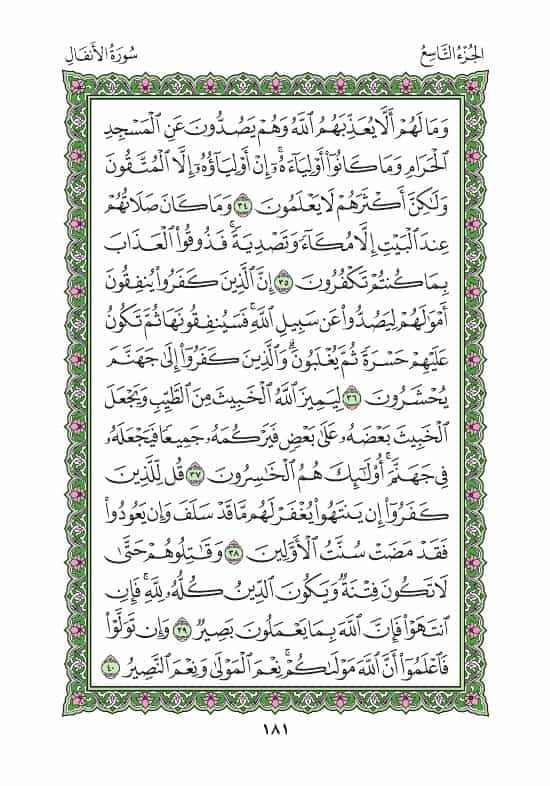 الجُزْءُ التَّاسِعُ
سُورَةُ الأَنفَالِ
وَمَا لَهُمْ أَلَّا يُعَذِّبَهُمُ ٱللَّهُ وَهُمْ يَصُدُّونَ عَنِ ٱلْمَسْجِدِ
ٱلْحَرَامِ وَمَا كَانُوٓا۟ أَوْلِيَآءَهُۥٓ ۚ إِنْ أَوْلِيَآؤُهُۥٓ إِلَّا ٱلْمُتَّقُونَ
وَلَٰكِنَّ أَكْثَرَهُمْ لَا يَعْلَمُونَ ٣٤ وَمَا كَانَ صَلَاتُهُمْ
عِندَ ٱلْبَيْتِ إِلَّا مُكَآءً وَتَصْدِيَةً ۚ فَذُوقُوا۟ ٱلْعَذَابَ
بِمَا كُنتُمْ تَكْفُرُونَ ٣٥ إِنَّ ٱلَّذِينَ كَفَرُوا۟ يُنفِقُونَ
أَمْوَٰلَهُمْ لِيَصُدُّوا۟ عَن سَبِيلِ ٱللَّهِ ۚ فَسَيُنفِقُونَهَا ثُمَّ تَكُونُ
عَلَيْهِمْ حَسْرَةً ثُمَّ يُغْلَبُونَ ۗ وَٱلَّذِينَ كَفَرُوٓا۟ إِلَىٰ جَهَنَّمَ
يُحْشَرُونَ ٣٦ لِيَمِيزَ ٱللَّهُ ٱلْخَبِيثَ مِنَ ٱلطَّيِّبِ وَيَجْعَلَ
ٱلْخَبِيثَ بَعْضَهُۥ عَلَىٰ بَعْضٍ فَيَرْكُمَهُۥ جَمِيعًا فَيَجْعَلَهُۥ
فِى جَهَنَّمَ ۚ أُو۟لَٰٓئِكَ هُمُ ٱلْخَٰسِرُونَ ٣٧ قُل لِّلَّذِينَ
كَفَرُوٓا۟ إِن يَنتَهُوا۟ يُغْفَرْ لَهُم مَّا قَدْ سَلَفَ وَإِن يَعُودُوا۟
فَقَدْ مَضَتْ سُنَّتُ ٱلْأَوَّلِينَ ٣٨ وَقَٰتِلُوهُمْ حَتَّىٰ
لَا تَكُونَ فِتْنَةٌ وَيَكُونَ ٱلدِّينُ كُلُّهُۥ لِلَّهِ ۚ فَإِنِ
ٱنتَهَوْا۟ فَإِنَّ ٱللَّهَ بِمَا يَعْمَلُونَ بَصِيرٌ ٣٩ وَإِن تَوَلَّوْا۟
فَٱعْلَمُوٓا۟ أَنَّ ٱللَّهَ مَوْلَىٰكُمْ ۚ نِعْمَ ٱلْمَوْلَىٰ وَنِعْمَ ٱلنَّصِيرُ ٤٠
١٨١